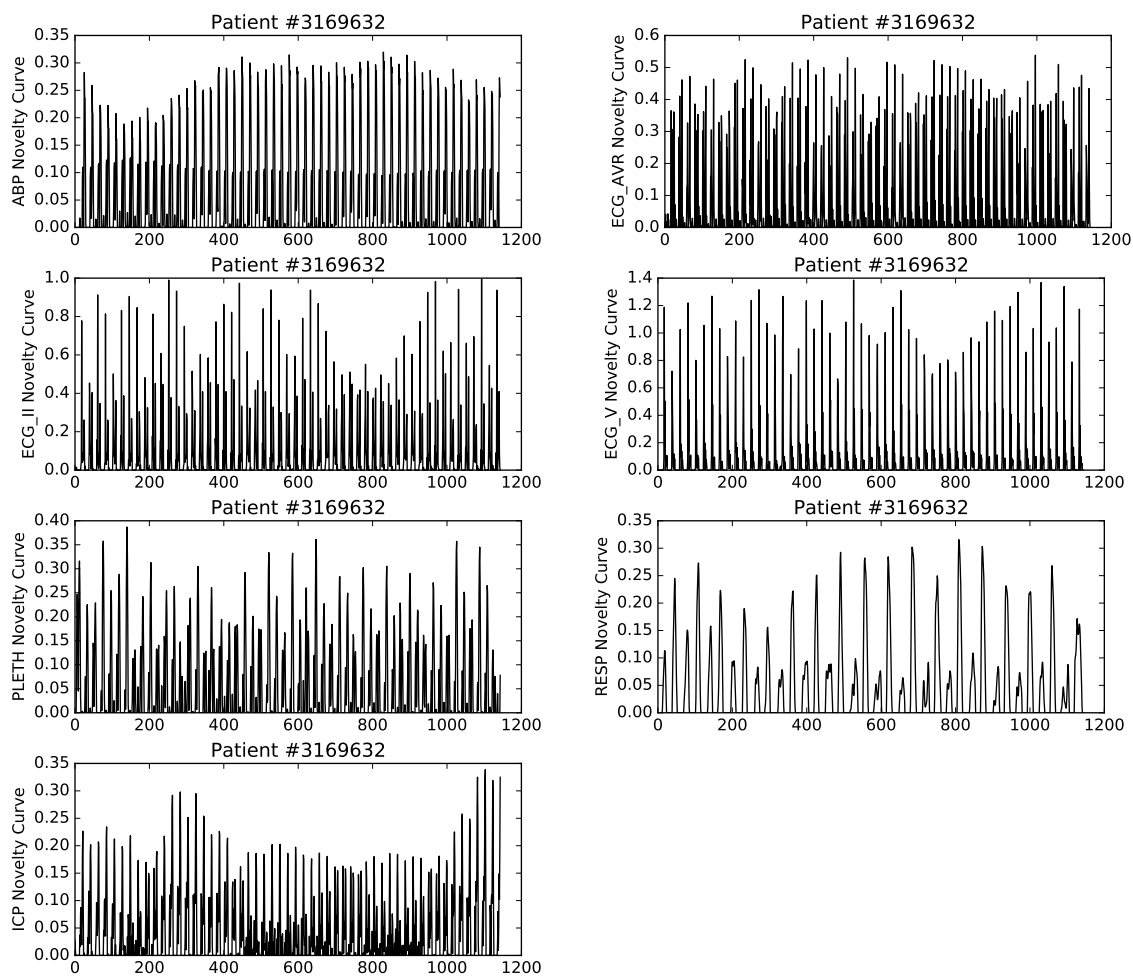 Patient #3169632
ABP Novelty Curve
0.35
0.30
0.25
0.20
0.15
0.10
0.05
0.00
0 200 400 600 800 1000 1200
Patient #3169632
ECG_AVR Novelty Curve
0.6
0.5
0.4
0.3
0.2
0.1
0.0
0 200 400 600 800 1000 1200
Patient #3169632
ECG_II Novelty Curve
1.0
0.8
0.6
0.4
0.2
0.0
0 200 400 600 800 1000 1200
Patient #3169632
ECG_V Novelty Curve
1.4
1.2
1.0
0.8
0.6
0.4
0.2
0.0
0 200 400 600 800 1000 1200
Patient #3169632
PLETH Novelty Curve
0.40
0.35
0.30
0.25
0.20
0.15
0.10
0.05
0.00
0 200 400 600 800 1000 1200
Patient #3169632
RESP Novelty Curve
0.35
0.30
0.25
0.20
0.15
0.10
0.05
0.00
0 200 400 600 800 1000 1200
Patient #3169632
ICP Novelty Curve
0.35
0.30
0.25
0.20
0.15
0.10
0.05
0.00
0 200 400 600 800 1000 1200